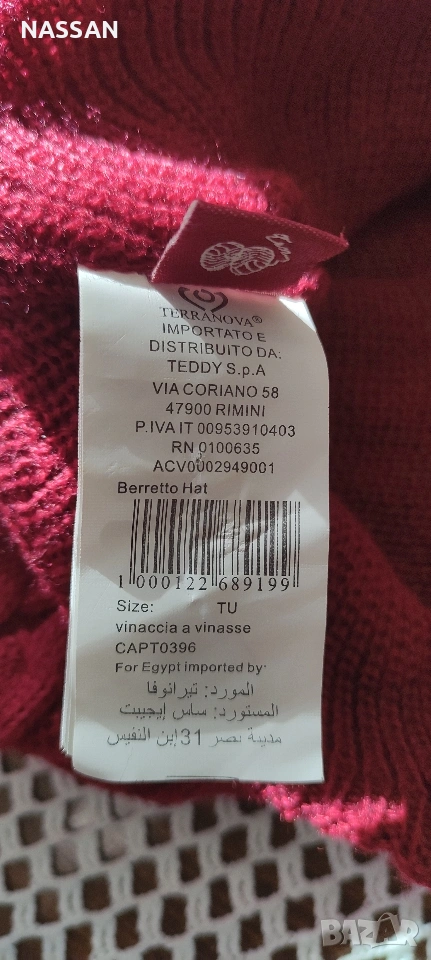 NASSAN
TERRANOVA®
IMPORTATO E
DISTRIBUITO DA:
TEDDY S.p.A
VIA CORIANO 58
47900 RIMINI
P.IVA IT 00953910403
RN 0100635
ACV0002949001
Berretto Hat
1 000122 689199
Size: TU
vinaccia a vinasse
CAPT0396
For Egypt imported by:
المورد: تيرانوفا
المستورد: ساس إيجيبت
مدينة نصر 31 إبن النفيس
BAZAR